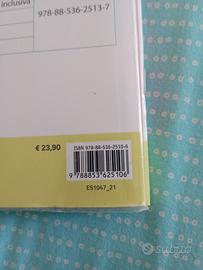 inclusiva
978-88-536-2513-7
€ 23,90
ISBN 978-88-536-2510-6
9 788853 625106
ES1047_21
subito